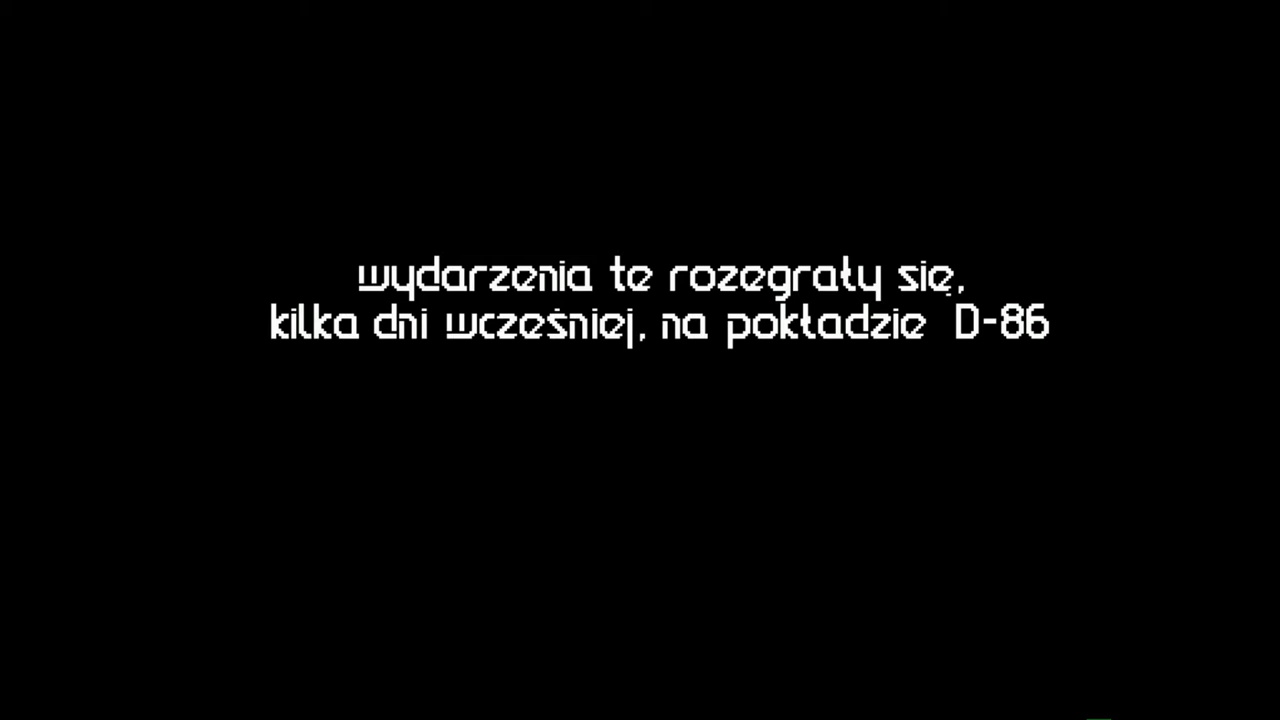 wydarzenia te rozegrały się,
kilka dni wcześniej, na pokładzie D-86